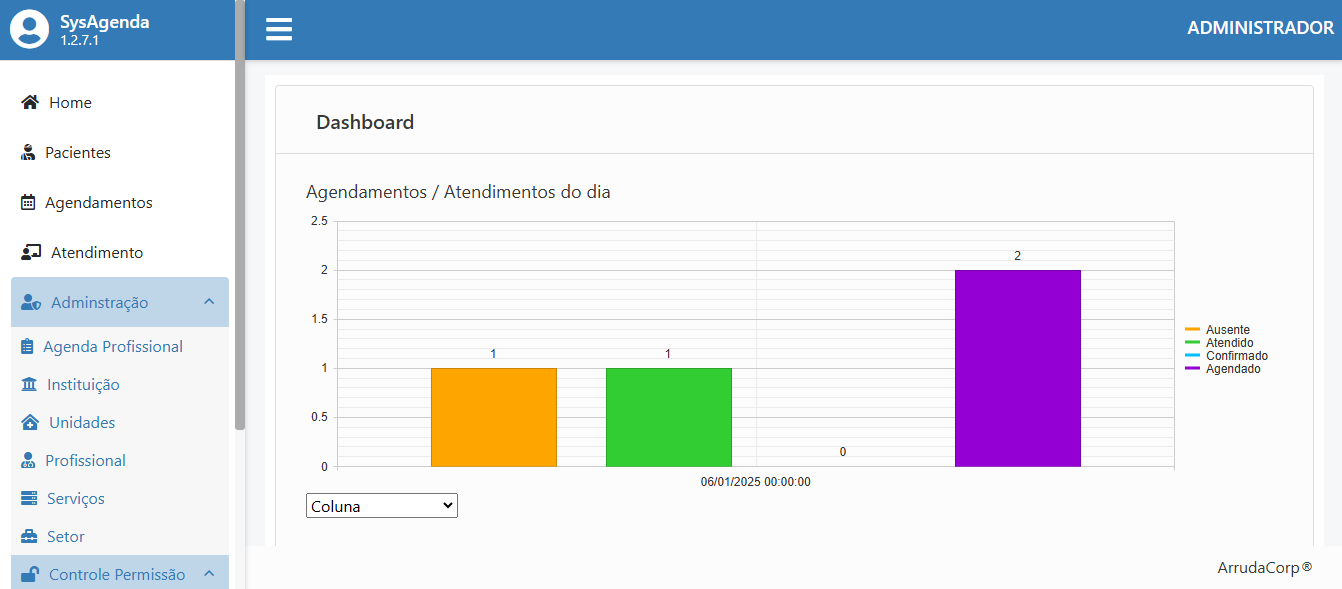 SysAgenda
1.2.7.1
ADMINISTRADOR
Home
Pacientes
Agendamentos
Atendimento
Adminstração
Agenda Profissional
Instituição
Unidades
Profissional
Serviços
Setor
Controle Permissão
Dashboard
Agendamentos / Atendimentos do dia
2.5
2
1.5
1
0.5
0
1
1
0
2
06/01/2025 00:00:00
Ausente
Atendido
Confirmado
Agendado
Coluna
ArrudaCorp®